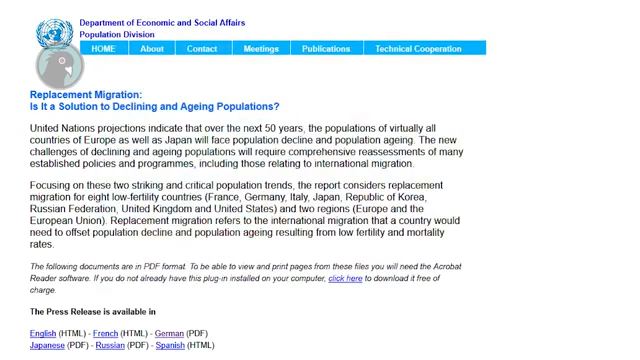 Department of Economic and Social Affairs
Population Division
HOME About Contact Meetings Publications Technical Cooperation
Replacement Migration:
Is It a Solution to Declining and Ageing Populations?
United Nations projections indicate that over the next 50 years, the populations of virtually all
countries of Europe as well as Japan will face population decline and population ageing. The new
challenges of declining and ageing populations will require comprehensive reassessments of many
established policies and programmes, including those relating to international migration.
Focusing on these two striking and critical population trends, the report considers replacement
migration for eight low-fertility countries (France, Germany, Italy, Japan, Republic of Korea,
Russian Federation, United Kingdom and United States) and two regions (Europe and the
European Union). Replacement migration refers to the international migration that a country would
need to offset population decline and population ageing resulting from low fertility and mortality
rates.
The following documents are in PDF format. To be able to view and print pages from these files you will need the Acrobat
Reader software. If you do not already have this plug-in installed on your computer, click here to download it free of
charge.
The Press Release is available in
English (HTML) - French (HTML) - German (PDF)
Japanese (PDF) - Russian (PDF) - Spanish (HTML)